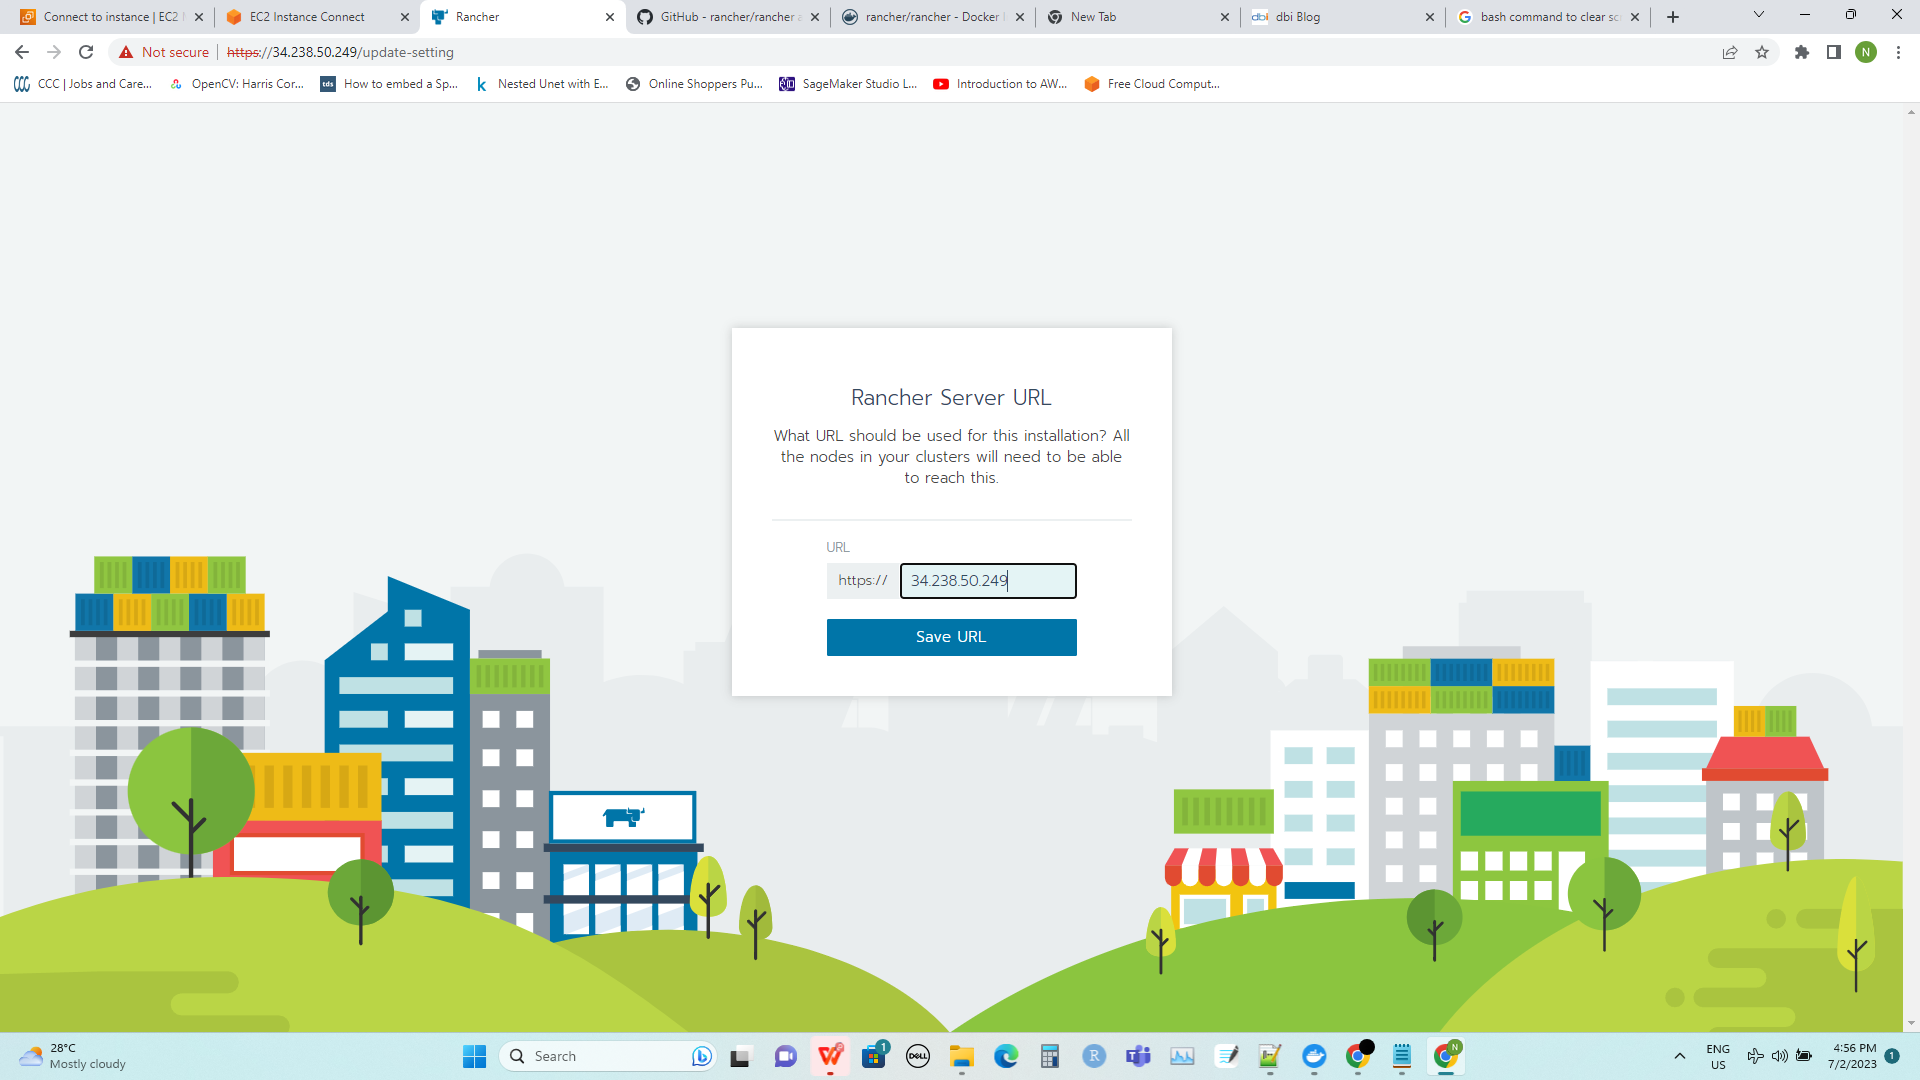 Connect to instance | EC2
EC2 Instance Connect
Rancher
GitHub - rancher/rancher
rancher/rancher - Docker
New Tab
dbi
dbi Blog
bash command to clear sc
Not secure
https://34.238.50.249/update-setting
N
CCC | Jobs and Care...
OpenCV: Harris Cor...
tds
How to embed a Sp...
k
Nested Unet with E...
Online Shoppers Pu...
SageMaker Studio L...
Introduction to AW...
Free Cloud Comput...
Rancher Server URL
What URL should be used for this installation? All
the nodes in your clusters will need to be able
to reach this.
URL
https://
34.238.50.249
Save URL
28°C
Mostly cloudy
Search
1
DELL
R
N
ENG
US
4:56 PM
7/2/2023
1